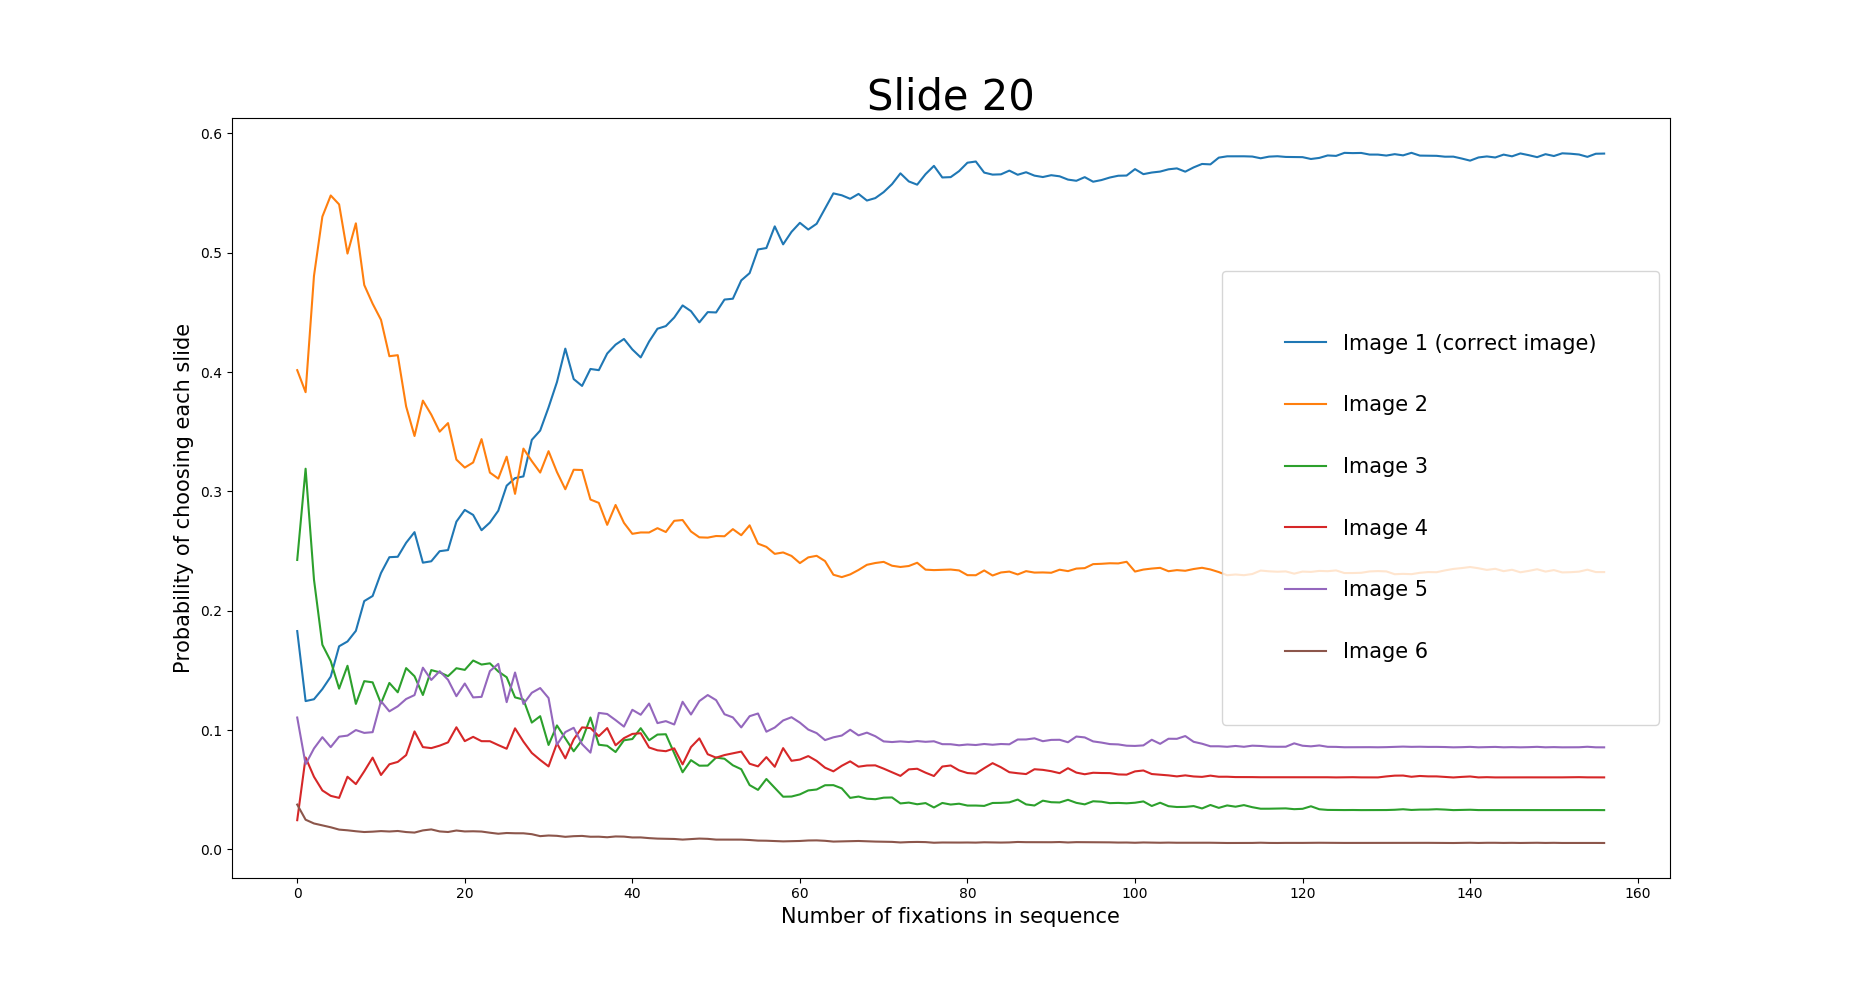 Slide 20
Probability of choosing each slide
0.6
0.5
0.4
0.3
0.2
0.1
0.0
Image 1 (correct image)
Image 2
Image 3
Image 4
Image 5
Image 6
0 20 40 60 80 100 120 140 160
Number of fixations in sequence